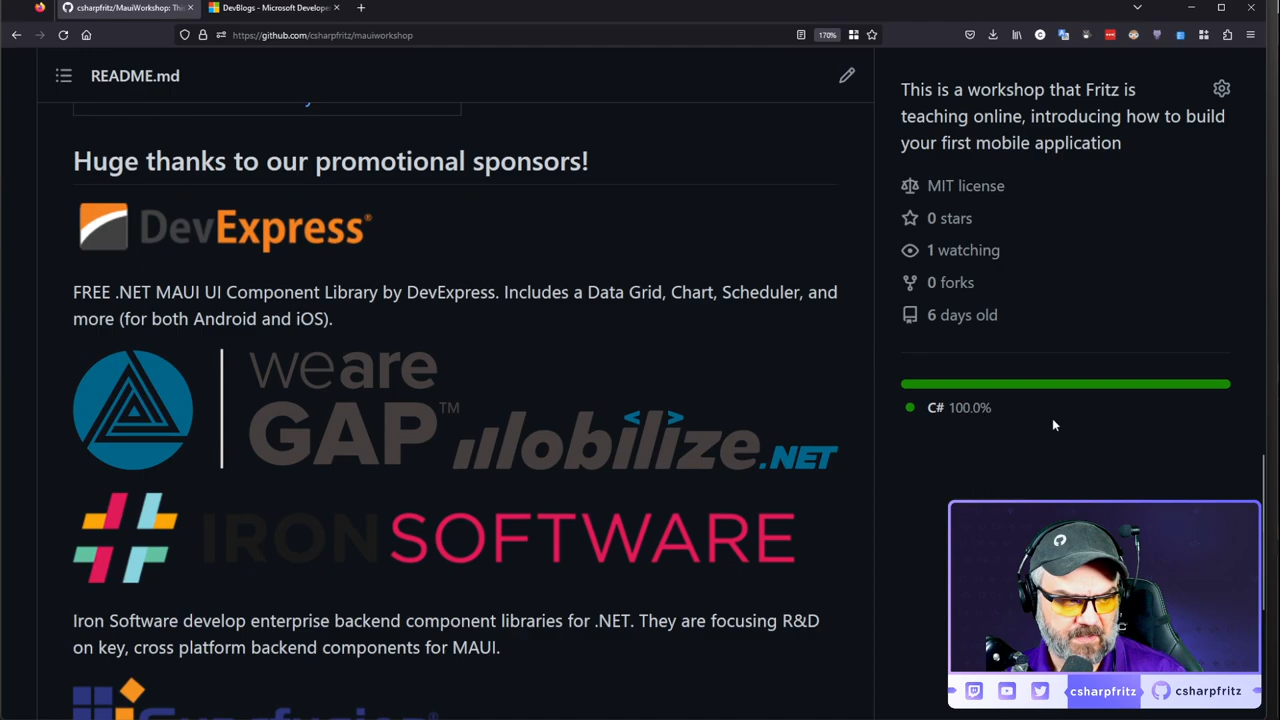 csharpfritz/MauiWorkshop: Thi
DevBlogs - Microsoft Develope
https://github.com/csharpfritz/mauiworkshop
170%
README.md
Huge thanks to our promotional sponsors!
DevExpress®
FREE .NET MAUI UI Component Library by DevExpress. Includes a Data Grid, Chart, Scheduler, and
more (for both Android and iOS).
weare
GAP™
Mobilize.NET
IRONSOFTWARE
Iron Software develop enterprise backend component libraries for .NET. They are focusing R&D
on key, cross platform backend components for MAUI.
This is a workshop that Fritz is
teaching online, introducing how to build
your first mobile application
MIT license
0 stars
1 watching
0 forks
6 days old
C# 100.0%
csharpfritz
csharpfritz